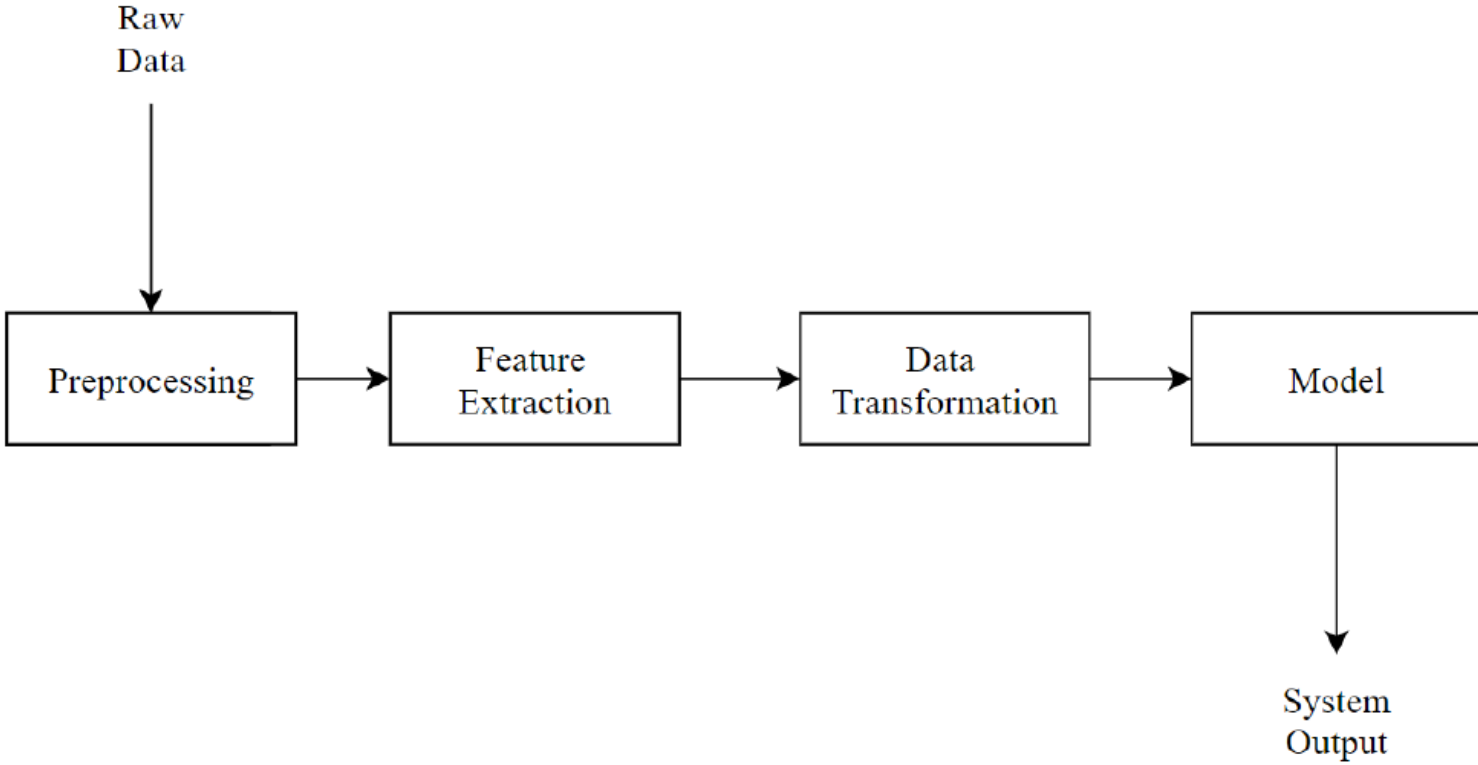 Raw
Data
Preprocessing
Feature
Extraction
Data
Transformation
Model
System
Output